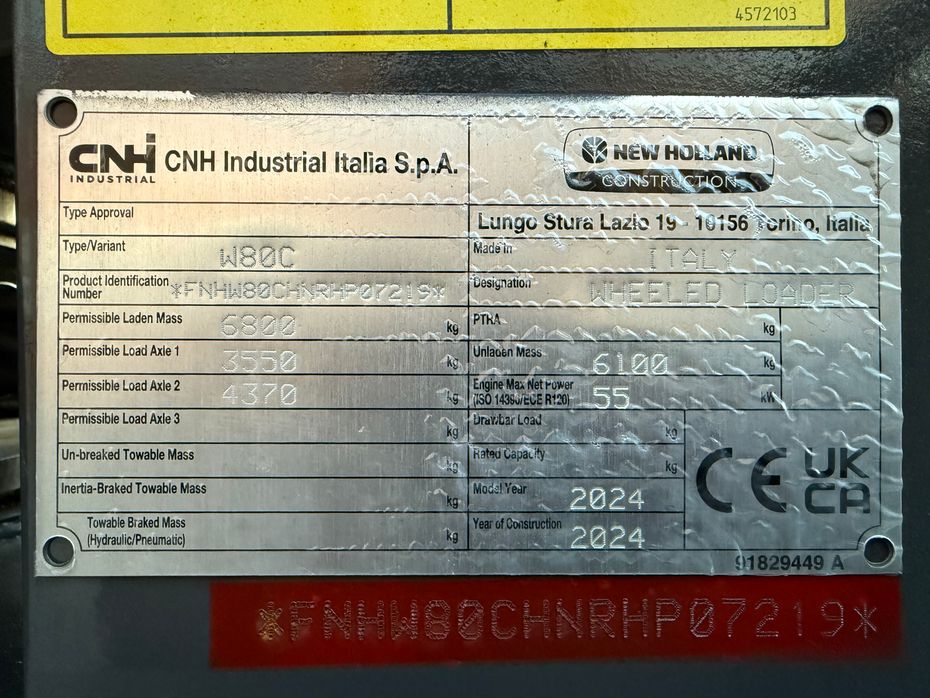 4572103
CNH INDUSTRIAL CNH Industrial Italia S.p.A.
NEW HOLLAND
CONSTRUCTION
Type Approval
Lungo Stura Lazio 19 - 10156 Torino, Italia
Type/Variant W80C
Made in ITALY
Product Identification Number *FNHW80CHNRHP07219*
Designation WHEELED LOADER
Permissible Laden Mass 6800 kg
PTRA kg
Permissible Load Axle 1 3550 kg
Unladen Mass 6100 kg
Permissible Load Axle 2 4370 kg
Engine Max Net Power (ISO 14396/ECE R120) 55 kW
Permissible Load Axle 3 kg
Drawbar Load kg
Un-breaked Towable Mass kg
Rated Capacity kg
Inertia-Braked Towable Mass kg
Model Year 2024
Towable Braked Mass (Hydraulic/Pneumatic) kg
Year of Construction 2024
CE UK CA
91829449 A
*FNHW80CHNRHP07219*